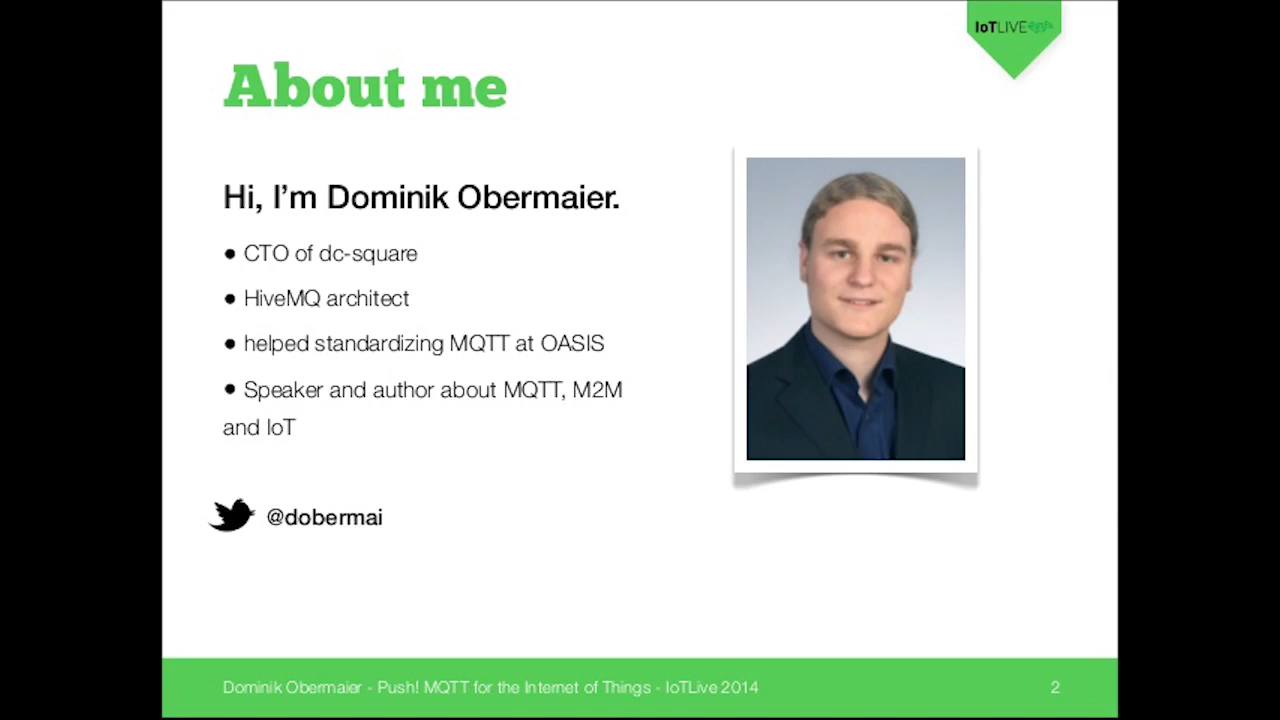 IoTLIVE
About me
Hi, I’m Dominik Obermaier.
● CTO of dc-square
● HiveMQ architect
● helped standardizing MQTT at OASIS
● Speaker and author about MQTT, M2M
and IoT
@dobermai
Dominik Obermaier - Push! MQTT for the Internet of Things - IoTLive 2014
2